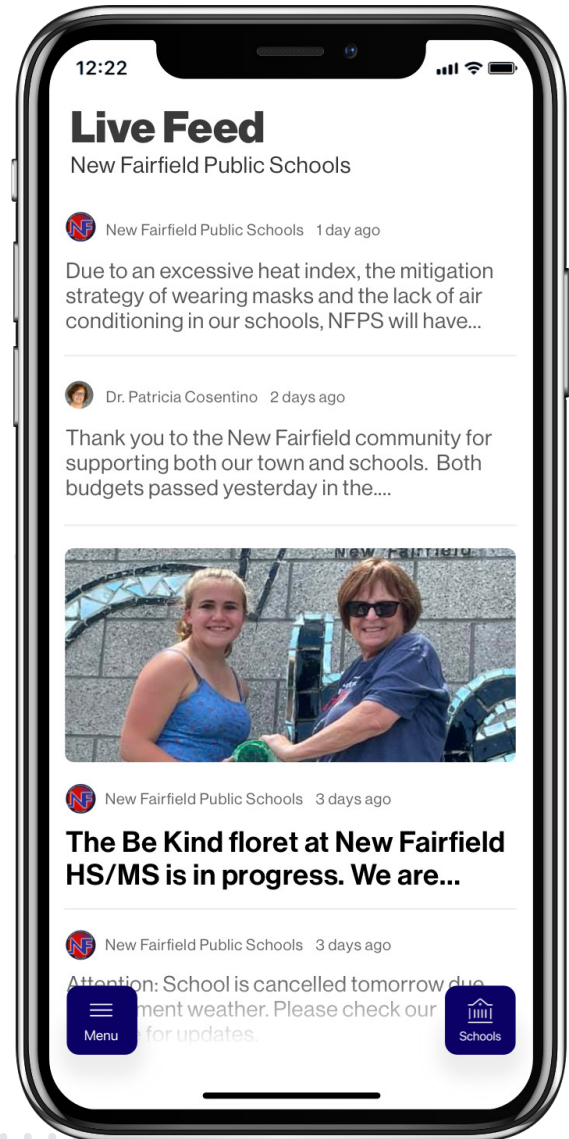 12:22
Live Feed
New Fairfield Public Schools
NF
New Fairfield Public Schools 1 day ago
Due to an excessive heat index, the mitigation
strategy of wearing masks and the lack of air
conditioning in our schools, NFPS will have...
Dr. Patricia Cosentino 2 days ago
Thank you to the New Fairfield community for
supporting both our town and schools. Both
budgets passed yesterday in the....
New Fairfield
NF
New Fairfield Public Schools 3 days ago
The Be Kind floret at New Fairfield
HS/MS is in progress. We are...
NF
New Fairfield Public Schools 3 days ago
Attention: School is cancelled tomorrow due
ment weather. Please check our
for updates.
Menu
Schools